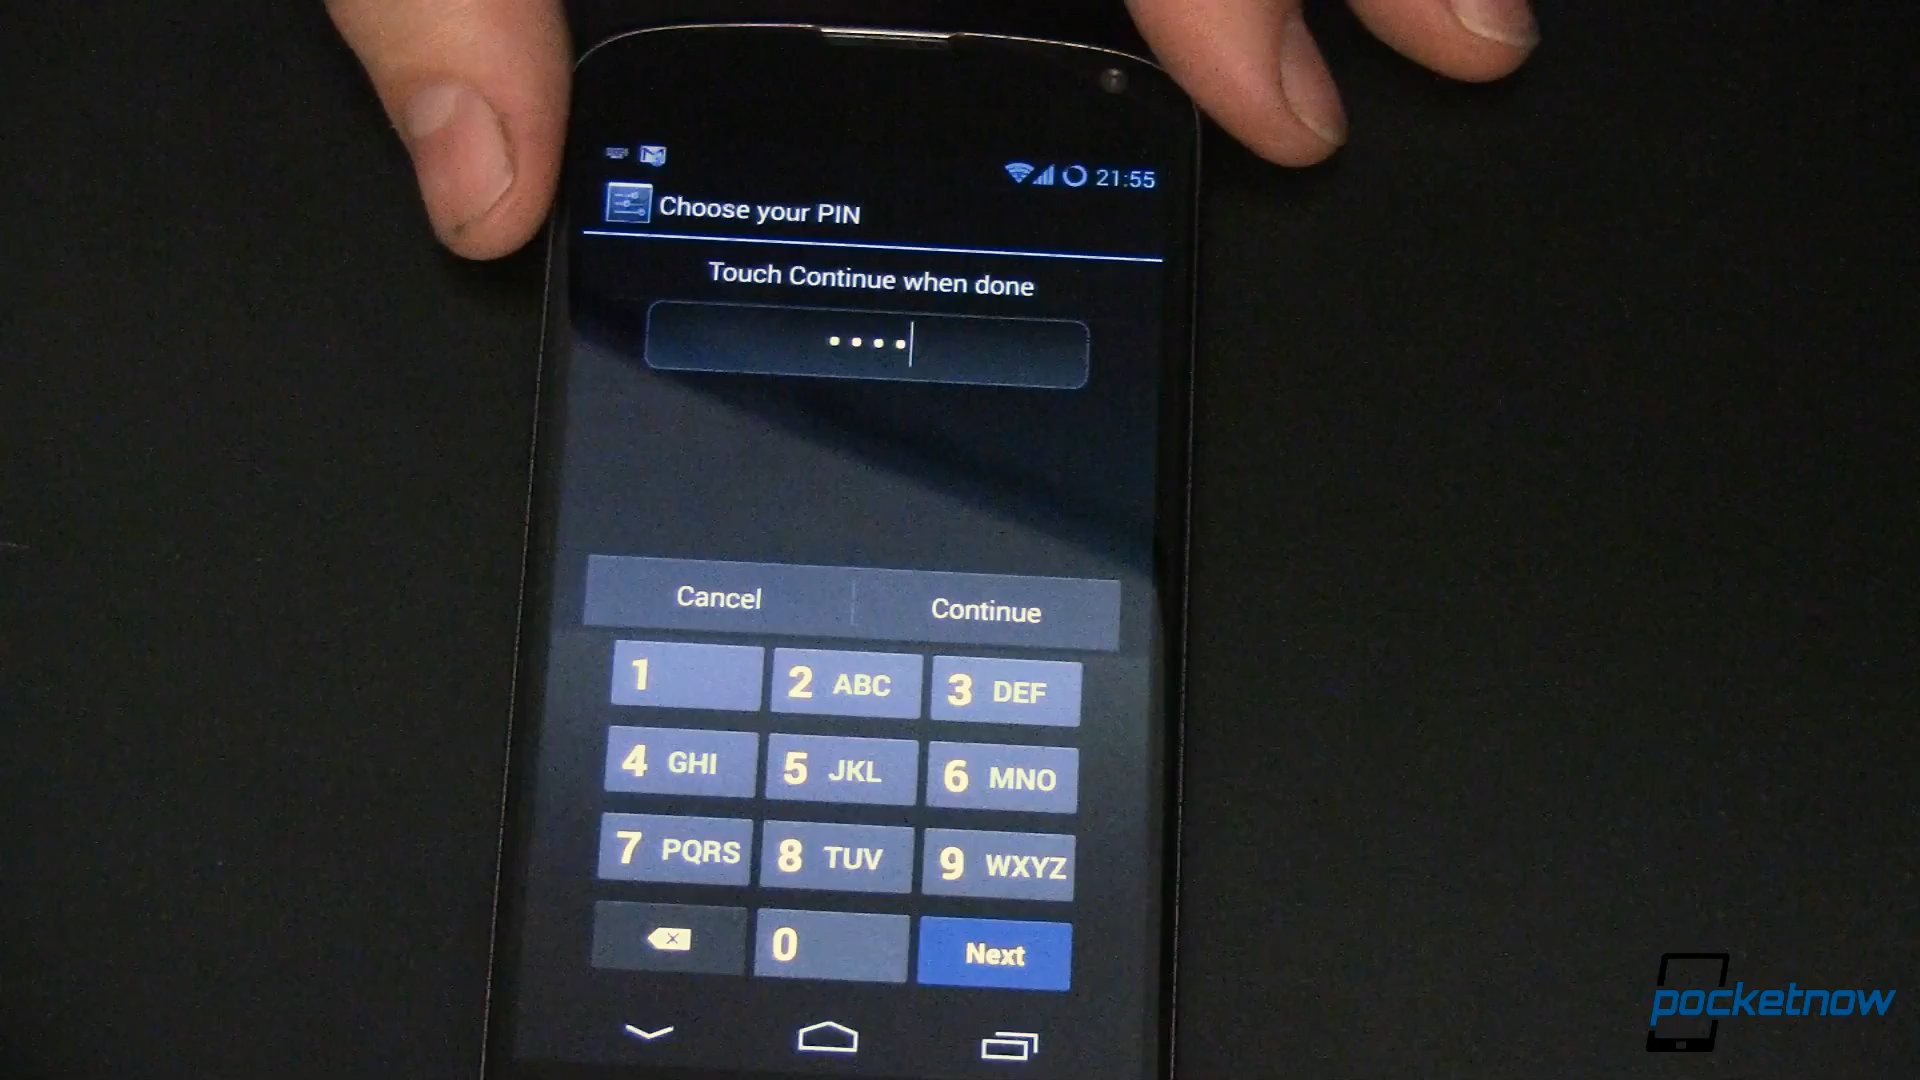 21:55
Choose your PIN
Touch Continue when done
Cancel Continue
1 2 ABC 3 DEF
4 GHI 5 JKL 6 MNO
7 PQRS 8 TUV 9 WXYZ
0 Next
pocketnow